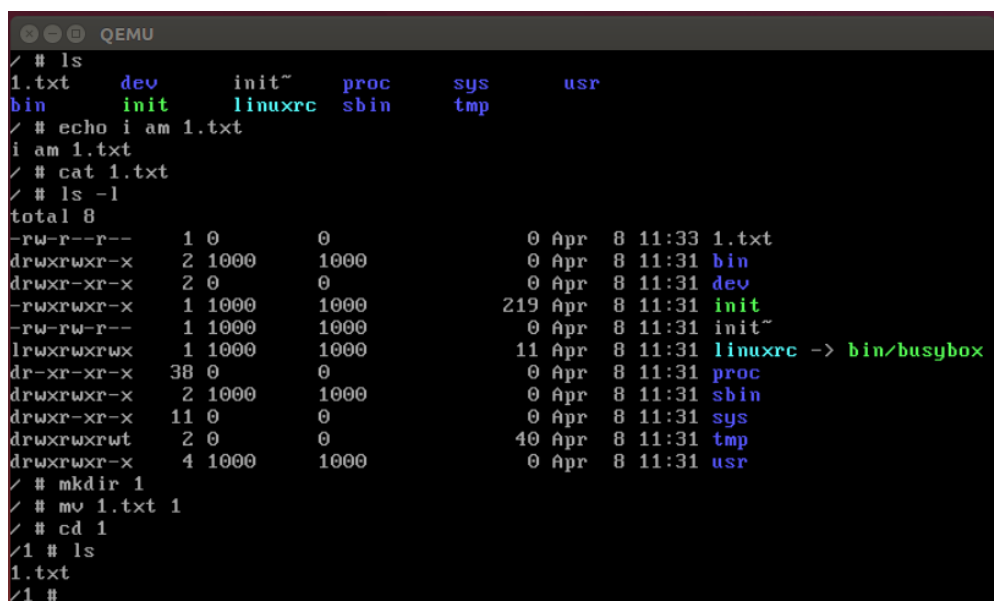 QEMU
/ # ls
1.txt dev init~ proc sys usr
bin init linuxrc sbin tmp
/ # echo i am 1.txt
i am 1.txt
/ # cat 1.txt
/ # ls -l
total 8
-rw-r--r-- 1 0 0 0 Apr 8 11:33 1.txt
drwxrwxr-x 2 1000 1000 0 Apr 8 11:31 bin
drwxr-xr-x 2 0 0 0 Apr 8 11:31 dev
-rwxrwxr-x 1 1000 1000 219 Apr 8 11:31 init
-rw-rw-r-- 1 1000 1000 0 Apr 8 11:31 init~
lrwxrwxrwx 1 1000 1000 11 Apr 8 11:31 linuxrc -> bin/busybox
dr-xr-xr-x 38 0 0 0 Apr 8 11:31 proc
drwxrwxr-x 2 1000 1000 0 Apr 8 11:31 sbin
drwxr-xr-x 11 0 0 0 Apr 8 11:31 sys
drwxrwxrwt 2 0 0 40 Apr 8 11:31 tmp
drwxrwxr-x 4 1000 1000 0 Apr 8 11:31 usr
/ # mkdir 1
/ # mv 1.txt 1
/ # cd 1
/1 # ls
1.txt
/1 #